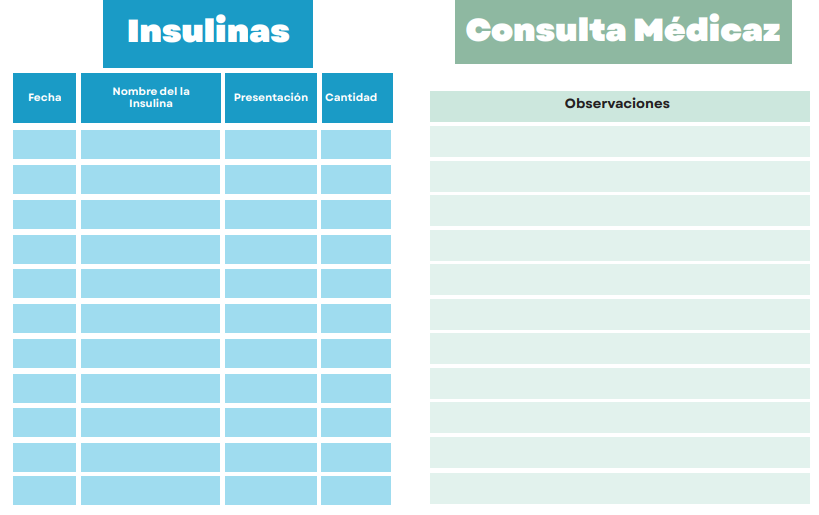 Insulinas
Fecha
Nombre del la
Insulina
Presentación
Cantidad
Consulta Médicaz
Observaciones